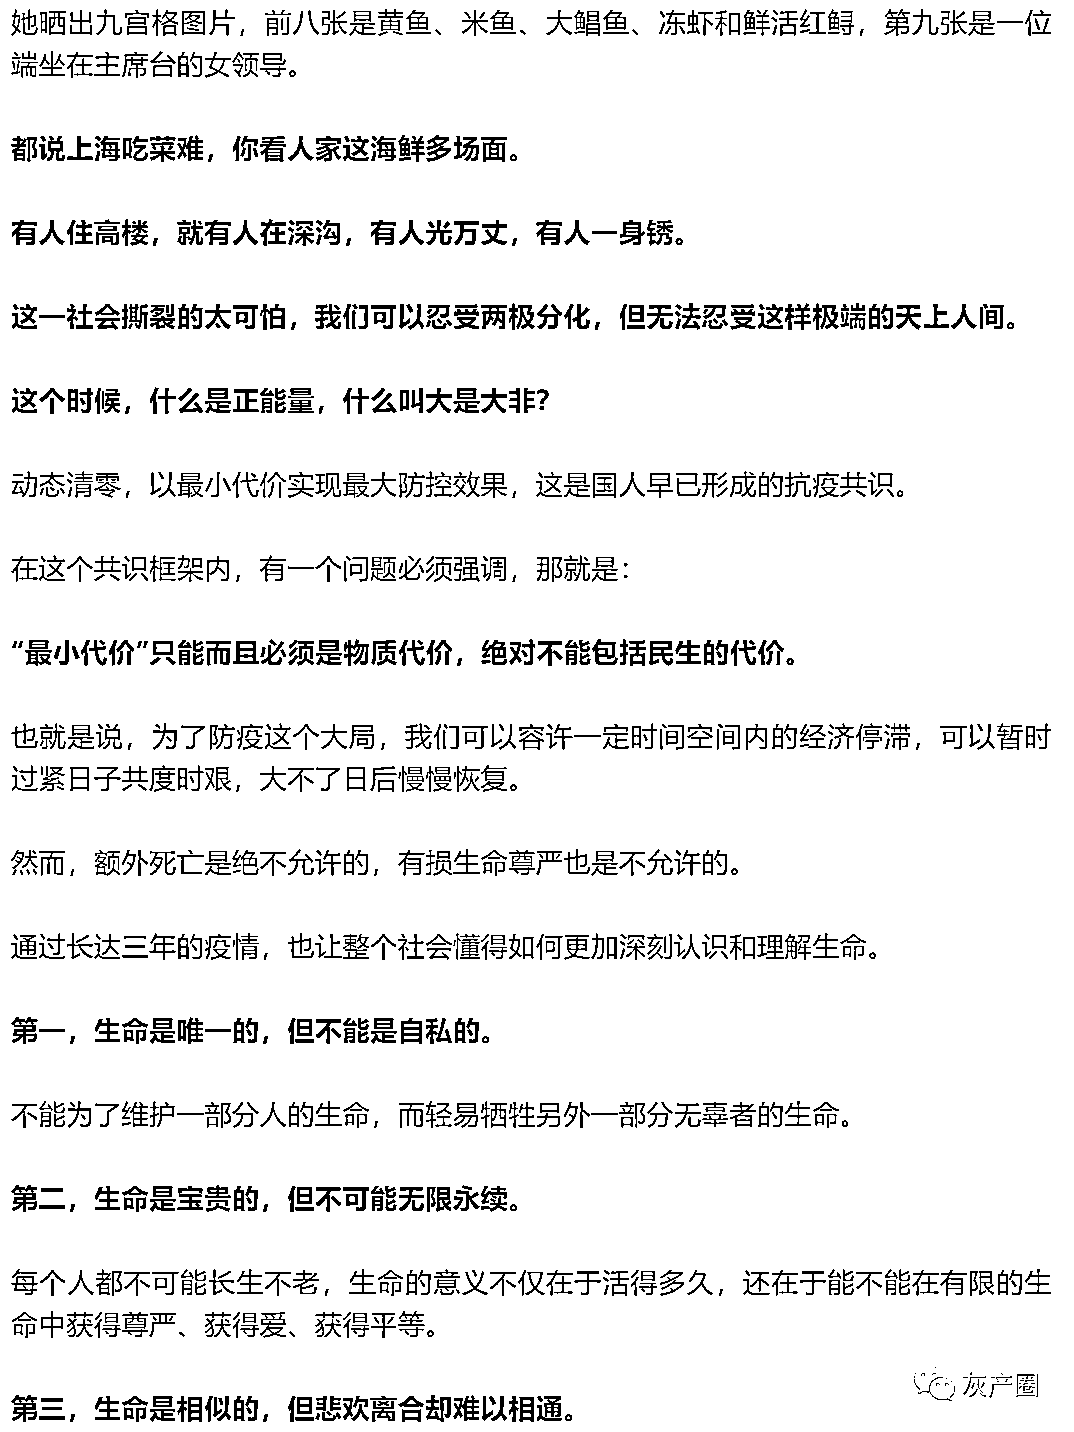 她晒出九宫格图片，前八张是黄鱼、米鱼、大鲳鱼、冻虾和鲜活红鲟，第九张是一位
端坐在主席台的女领导。
都说上海吃菜难，你看人家这海鲜多场面。
有人住高楼，就有人在深沟，有人光万丈，有人一身锈。
这一社会撕裂的太可怕，我们可以忍受两极分化，但无法忍受这样极端的天上人间。
这个时候，什么是正能量，什么叫大是大非？
动态清零，以最小代价实现最大防控效果，这是国人早已形成的抗疫共识。
在这个共识框架内，有一个问题必须强调，那就是：
“最小代价”只能而且必须是物质代价，绝对不能包括民生的代价。
也就是说，为了防疫这个大局，我们可以容许一定时间空间内的经济停滞，可以暂时
过紧日子共度时艰，大不了日后慢慢恢复。
然而，额外死亡是绝不允许的，有损生命尊严也是不允许的。
通过长达三年的疫情，也让整个社会懂得如何更加深刻认识和理解生命。
第一，生命是唯一的，但不能是自私的。
不能为了维护一部分人的生命，而轻易牺牲另外一部分无辜者的生命。
第二，生命是宝贵的，但不可能无限永续。
每个人都不可能长生不老，生命的意义不仅在于活得多久，还在于能不能在有限的生
命中获得尊严、获得爱、获得平等。
第三，生命是相似的，但悲欢离合却难以相通。
灰产圈